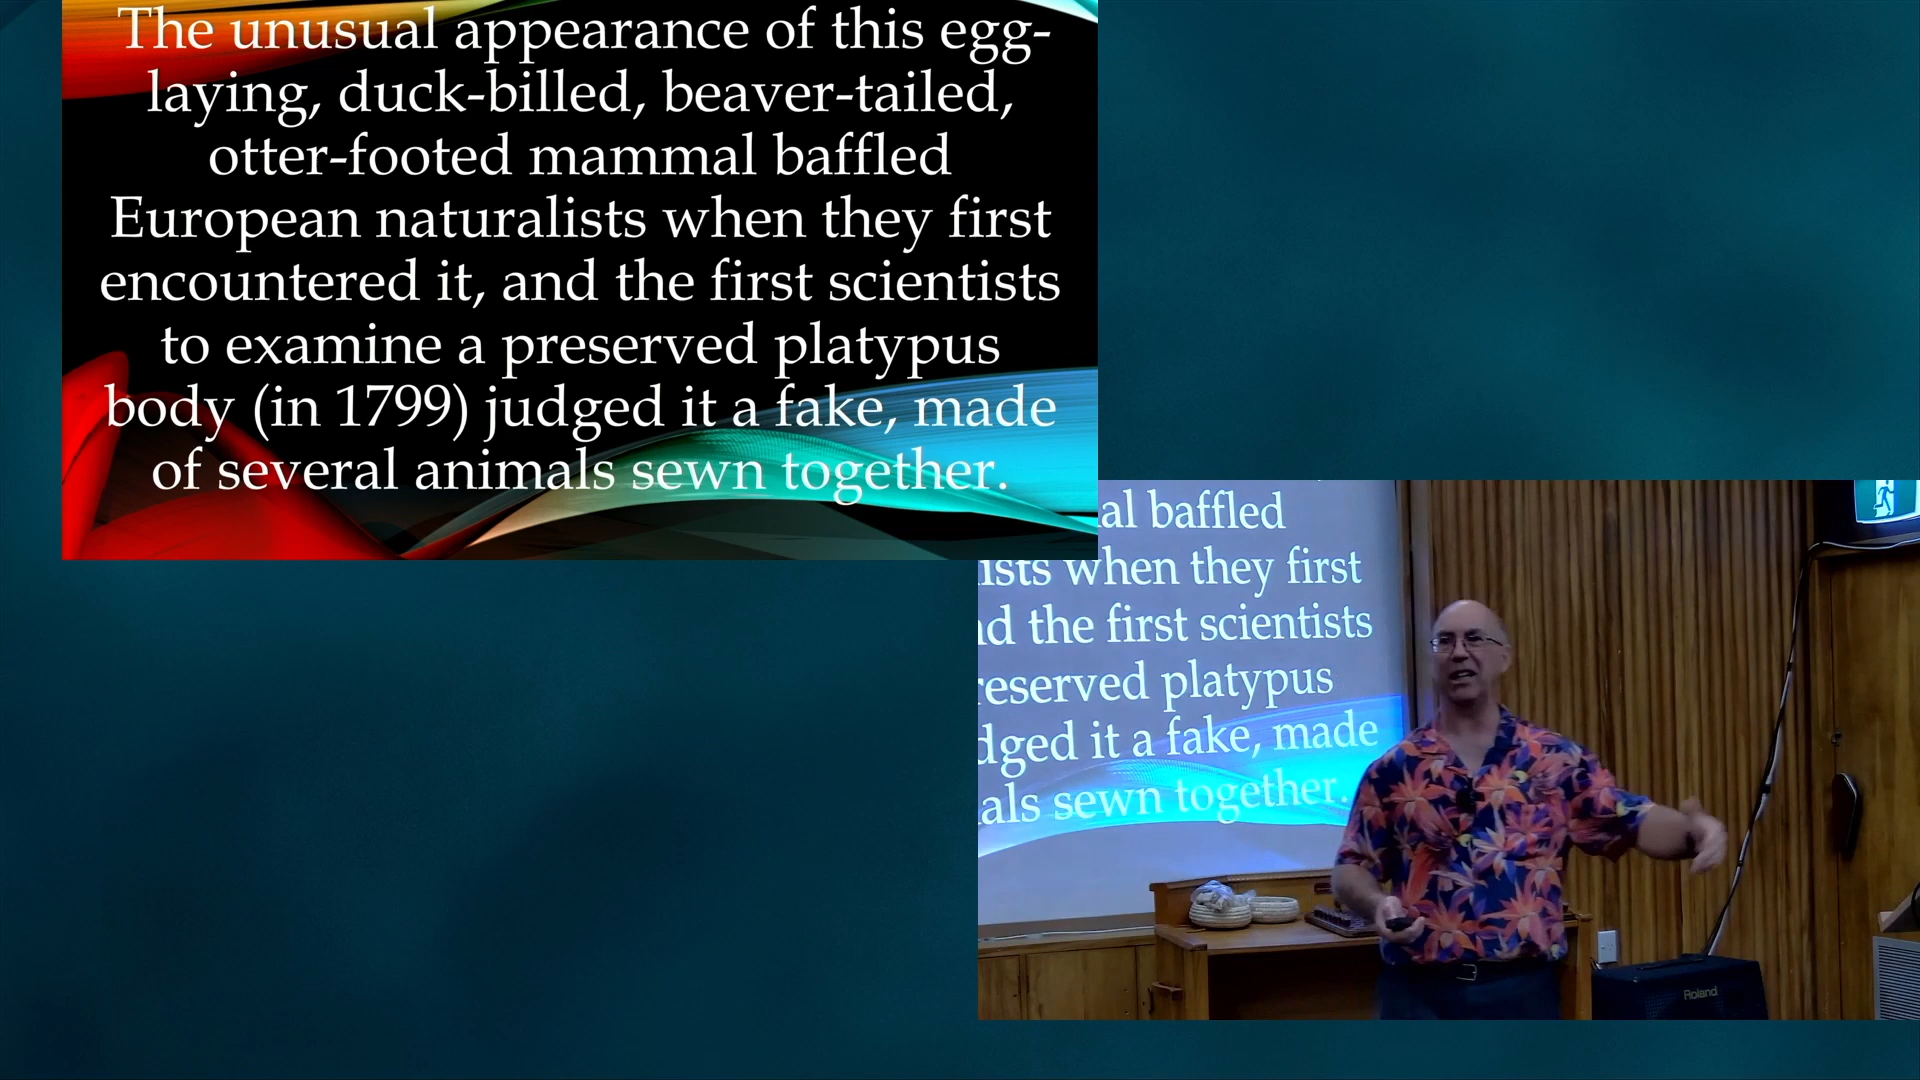 The unusual appearance of this egg-
laying, duck-billed, beaver-tailed,
otter-footed mammal baffled
European naturalists when they first
encountered it, and the first scientists
to examine a preserved platypus
body (in 1799) judged it a fake, made
of several animals sewn together.
al baffled
ists when they first
nd the first scientists
reserved platypus
dged it a fake, made
als sewn together.
Roland